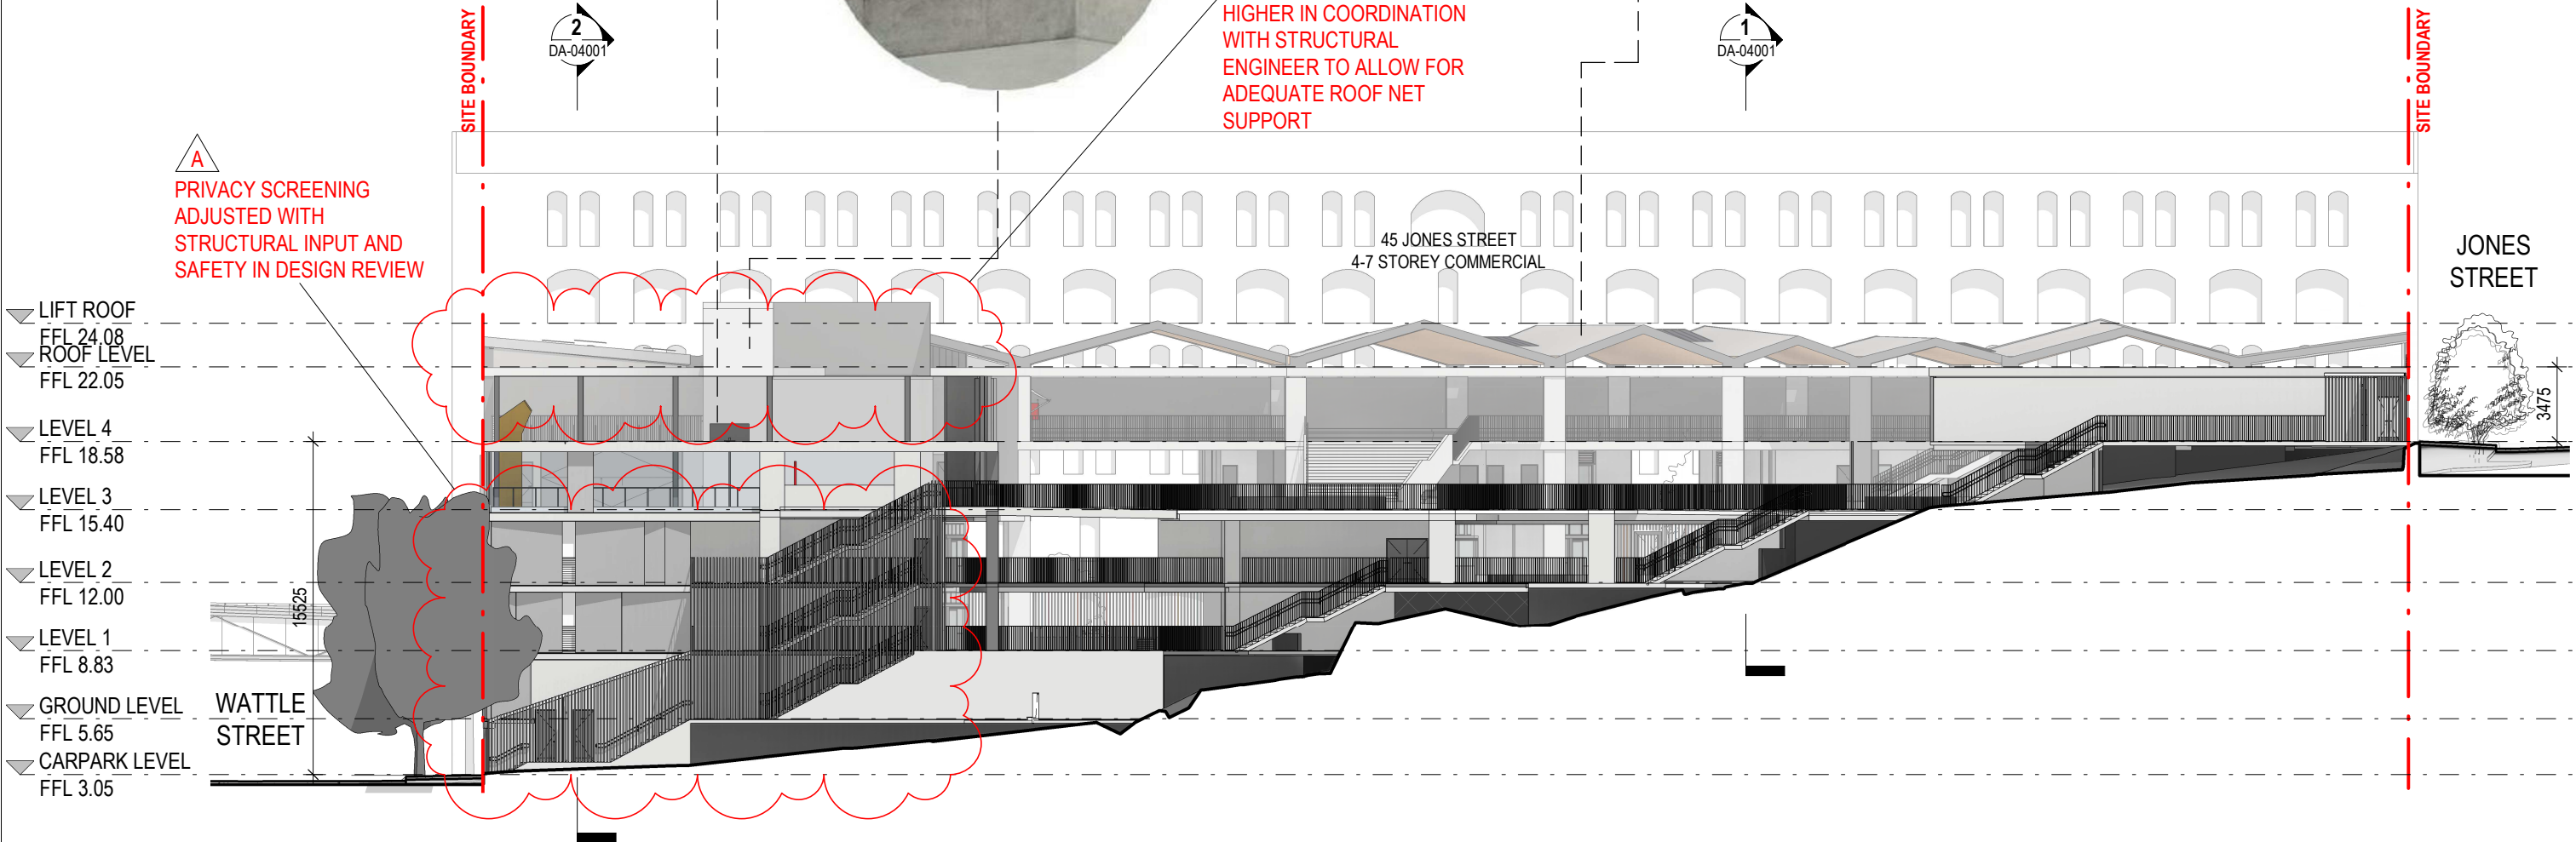 HIGHER IN COORDINATION
WITH STRUCTURAL
ENGINEER TO ALLOW FOR
ADEQUATE ROOF NET
SUPPORT
SITE BOUNDARY
2
DA-04001
1
DA-04001
SITE BOUNDARY
A
PRIVACY SCREENING
ADJUSTED WITH
STRUCTURAL INPUT AND
SAFETY IN DESIGN REVIEW
45 JONES STREET
4-7 STOREY COMMERCIAL
JONES
STREET
LIFT ROOF
FFL 24.08
ROOF LEVEL
FFL 22.05
LEVEL 4
FFL 18.58
LEVEL 3
FFL 15.40
LEVEL 2
FFL 12.00
LEVEL 1
FFL 8.83
GROUND LEVEL
FFL 5.65
CARPARK LEVEL
FFL 3.05
15525
3475
WATTLE
STREET